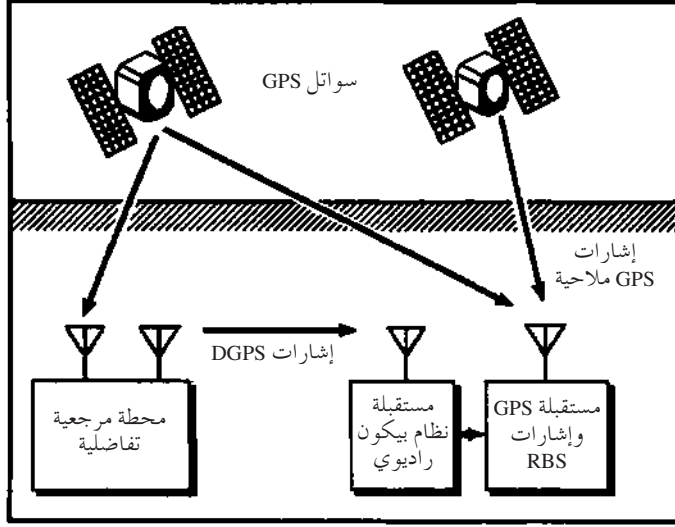 سواتل GPS
إشارات
GPS ملاحية
إشارات DGPS
محطة مرجعية
تفاضلية
مستقبلة
نظام بيكون
راديوي
مستقبلة GPS
وإشارات
RBS